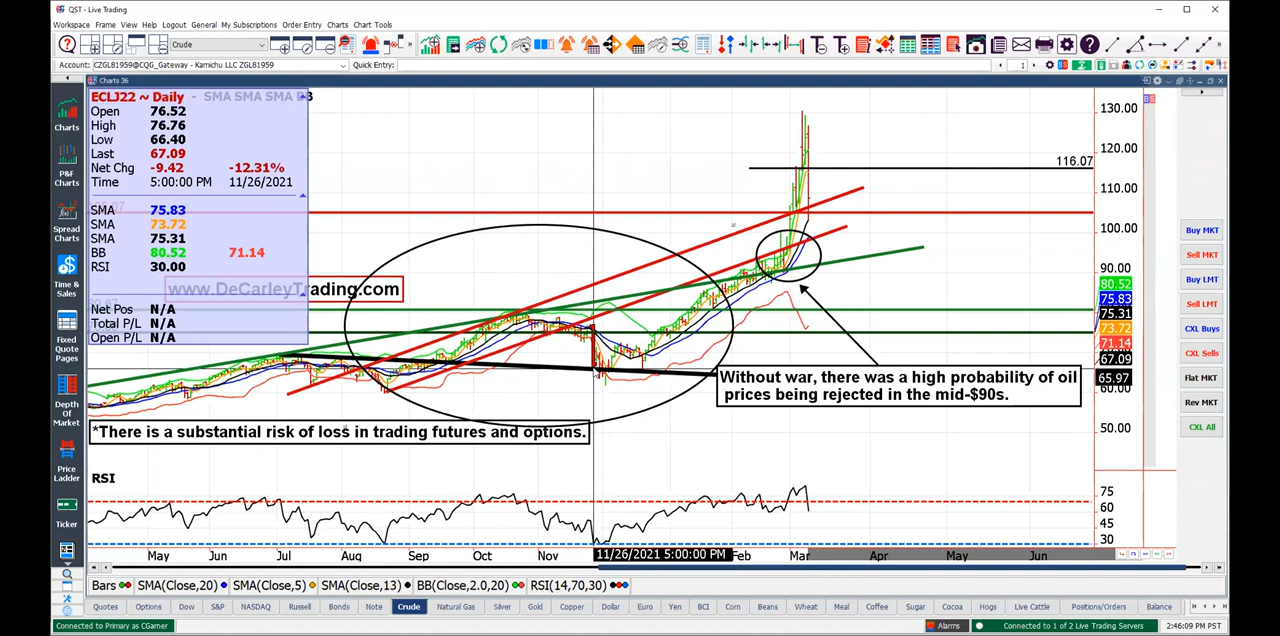 QST - Live Trading
Workspace Frame View Help Logout General My Subscriptions Order Entry Charts Chart Tools
Crude
Account: CZGL81959@CQG_Gateway - Kamichu LLC ZGL81959 Quick Entry: 1
Charts 36
ECLJ22 ~ Daily - SMA SMA SMA BB
Open 76.52
High 76.76
Low 66.40
Last 67.09
Net Chg -9.42 -12.31%
Time 5:00:00 PM 11/26/2021
SMA 75.83
SMA 73.72
SMA 75.31
BB 80.52 71.14
RSI 30.00
www.DeCarleyTrading.com
Net Pos N/A
Total P/L N/A
Open P/L N/A
Charts
P&F Charts
Spread Charts
Time & Sales
Fixed Quote Pages
Depth Of Market
Price Ladder
Ticker
116.07
130.00
120.00
110.00
100.00
90.00
80.52
75.83
75.31
73.72
71.14
67.09
65.97
60.00
50.00
Without war, there was a high probability of oil
prices being rejected in the mid-$90s.
*There is a substantial risk of loss in trading futures and options.
Buy MKT
Sell MKT
Buy LMT
Sell LMT
CXL Buys
CXL Sells
Flat MKT
Rev MKT
CXL All
RSI
75
60
45
30
May Jun Jul Aug Sep Oct Nov 11/26/2021 5:00:00 PM Feb Mar Apr May Jun
Bars SMA(Close,20) SMA(Close,5) SMA(Close,13) BB(Close,2.0,20) RSI(14,70,30)
Quotes Options Dow S&P NASDAQ Russell Bonds Note Crude Natural Gas Silver Gold Copper Dollar Euro Yen BCI Corn Beans Wheat Meal Coffee Sugar Cocoa Hogs Live Cattle Positions/Orders Balance
Connected to Primary as CGarner Alarms Connected to 1 of 2 Live Trading Servers 2:46:09 PM PST